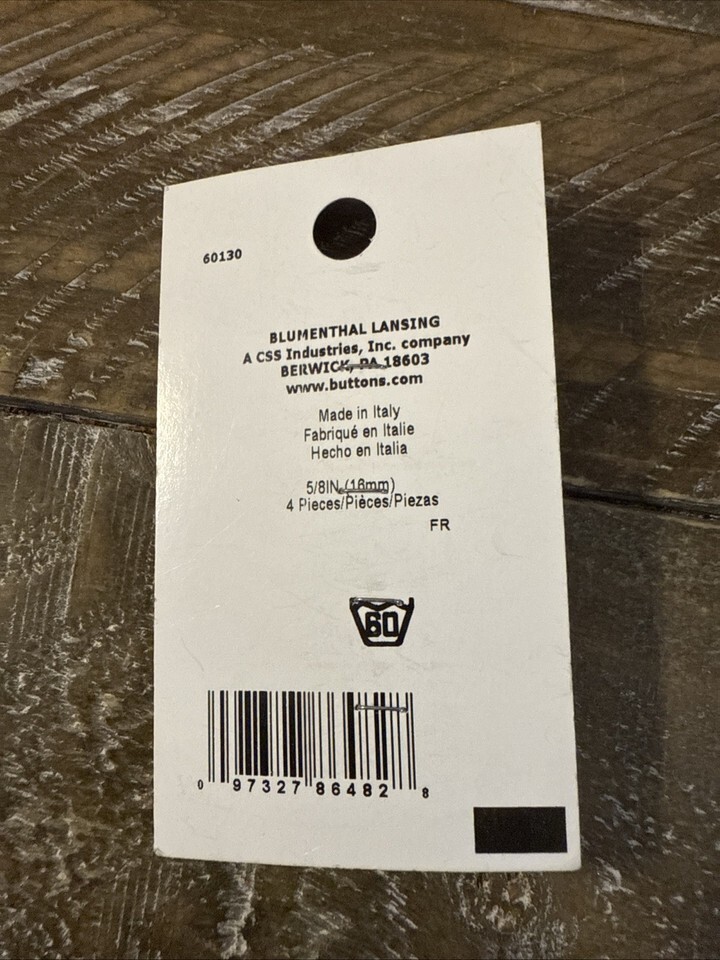 60130
BLUMENTHAL LANSING
A CSS Industries, Inc. company
BERWICK, PA 18603
www.buttons.com
Made in Italy
Fabriqué en Italie
Hecho en Italia
5/8IN (16mm)
4 Pieces/Pièces/Piezas
FR
60
0 97327 86482 8